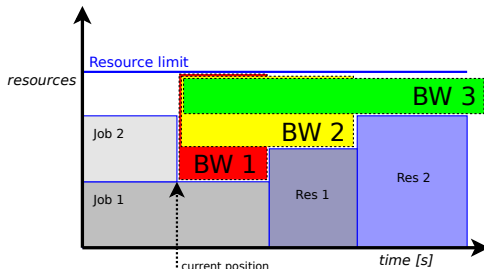 Resource limit
resources
BW 3
Job 2
BW 2
BW 1
Res 2
Job 1
Res 1
time [s]
current position